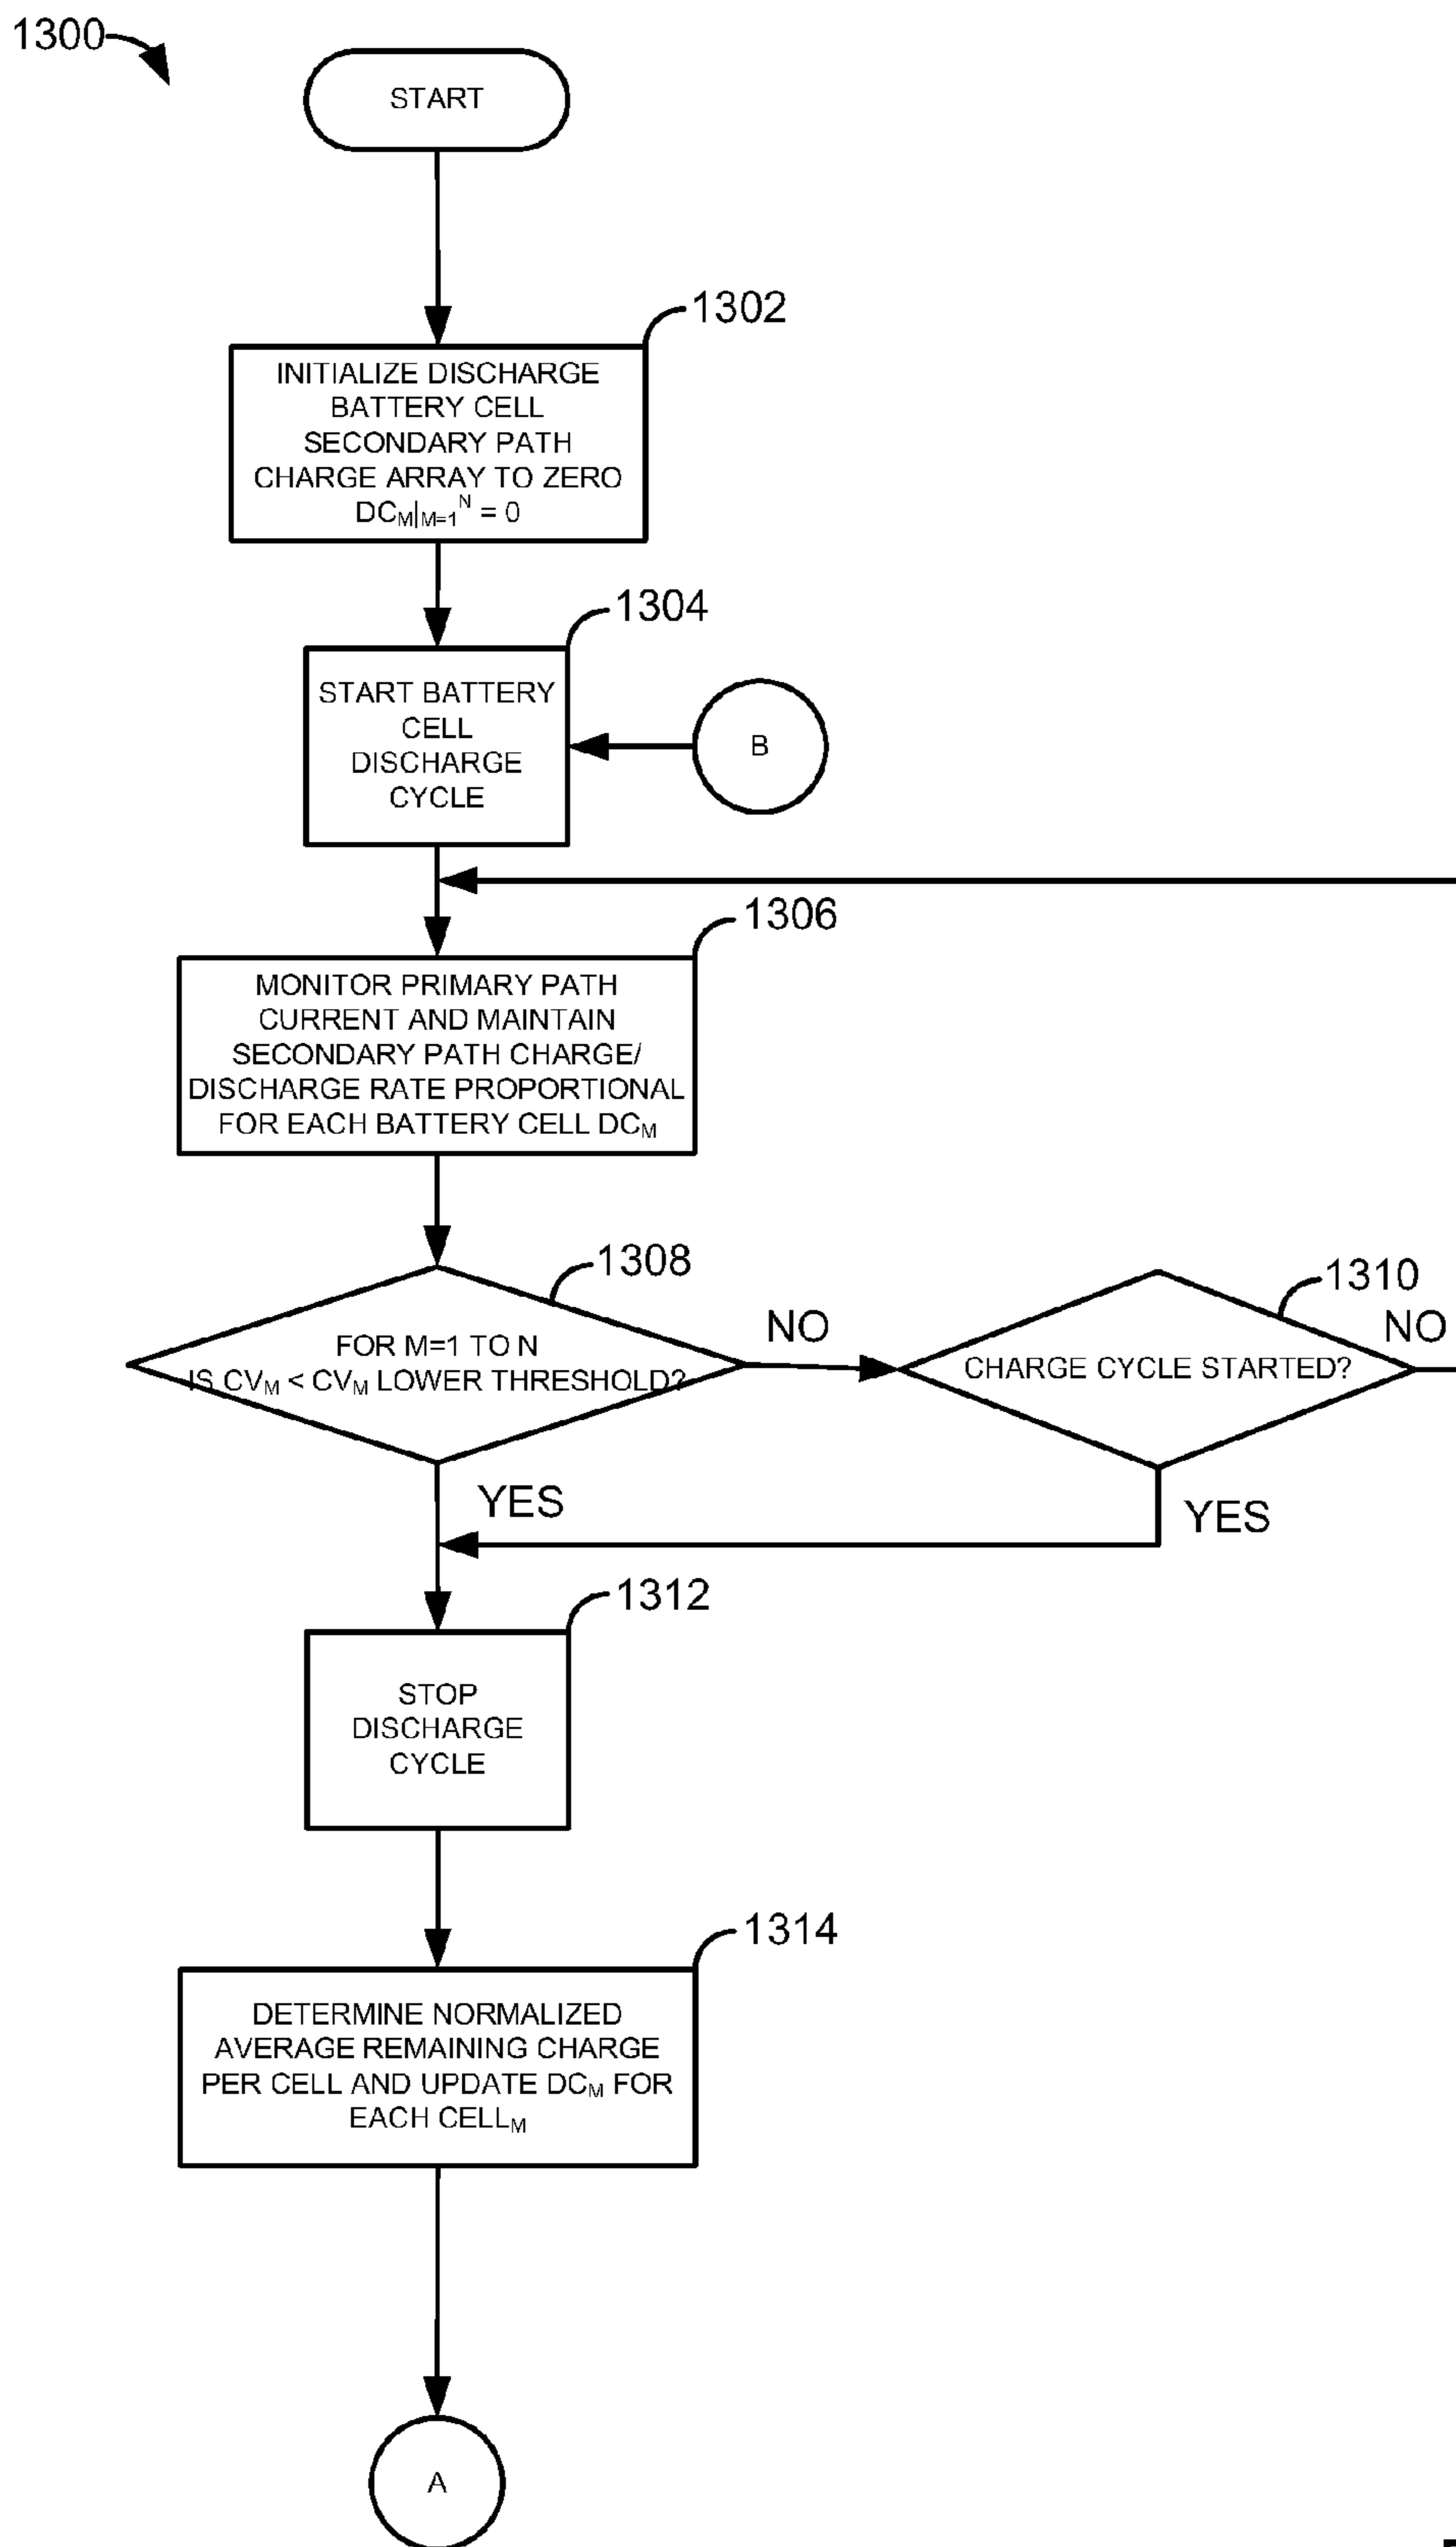 1300
START
1302
INITIALIZE DISCHARGE
BATTERY CELL
SECONDARY PATH
CHARGE ARRAY TO ZERO
DCM|M=1N = 0
1304
START BATTERY
CELL
DISCHARGE
CYCLE
B
1306
MONITOR PRIMARY PATH
CURRENT AND MAINTAIN
SECONDARY PATH CHARGE/
DISCHARGE RATE PROPORTIONAL
FOR EACH BATTERY CELL DCM
1308
FOR M=1 TO N
IS CVM < CVM LOWER THRESHOLD?
NO
1310
CHARGE CYCLE STARTED?
NO
YES
YES
1312
STOP
DISCHARGE
CYCLE
1314
DETERMINE NORMALIZED
AVERAGE REMAINING CHARGE
PER CELL AND UPDATE DCM FOR
EACH CELLM
A